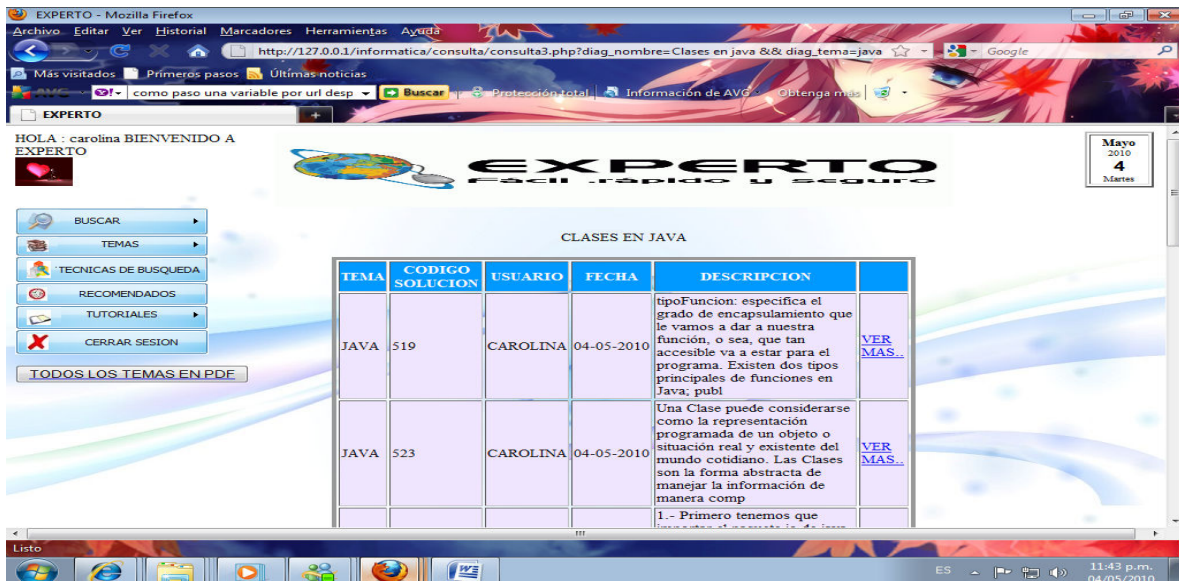 EXPERTO - Mozilla Firefox
Archivo Editar Ver Historial Marcadores Herramientas Ayuda
http://127.0.0.1/informatica/consulta/consulta3.php?diag_nombre=Clases en java && diag_tema=java
Google
Más visitados Primeros pasos Últimas noticias
AVG como paso una variable por url desp Buscar Protección total Información de AVG Obtenga más
EXPERTO
HOLA : carolina BIENVENIDO A
EXPERTO
EXPERTO
Fácil ,rápido y seguro
Mayo
2010
4
Martes
BUSCAR
TEMAS
TECNICAS DE BUSQUEDA
RECOMENDADOS
TUTORIALES
CERRAR SESION
TODOS LOS TEMAS EN PDF
CLASES EN JAVA
TEMA CODIGO SOLUCION USUARIO FECHA DESCRIPCION
JAVA 519 CAROLINA 04-05-2010
tipoFuncion: especifica el
grado de encapsulamiento que
le vamos a dar a nuestra
función, o sea, que tan
accesible va a estar para el
programa. Existen dos tipos
principales de funciones en
Java; publ
VER
MAS..
JAVA 523 CAROLINA 04-05-2010
Una Clase puede considerarse
como la representación
programada de un objeto o
situación real y existente del
mundo cotidiano. Las Clases
son la forma abstracta de
manejar la información de
manera comp
VER
MAS..
1.- Primero tenemos que
Listo
ES 11:43 p.m.
04/05/2010